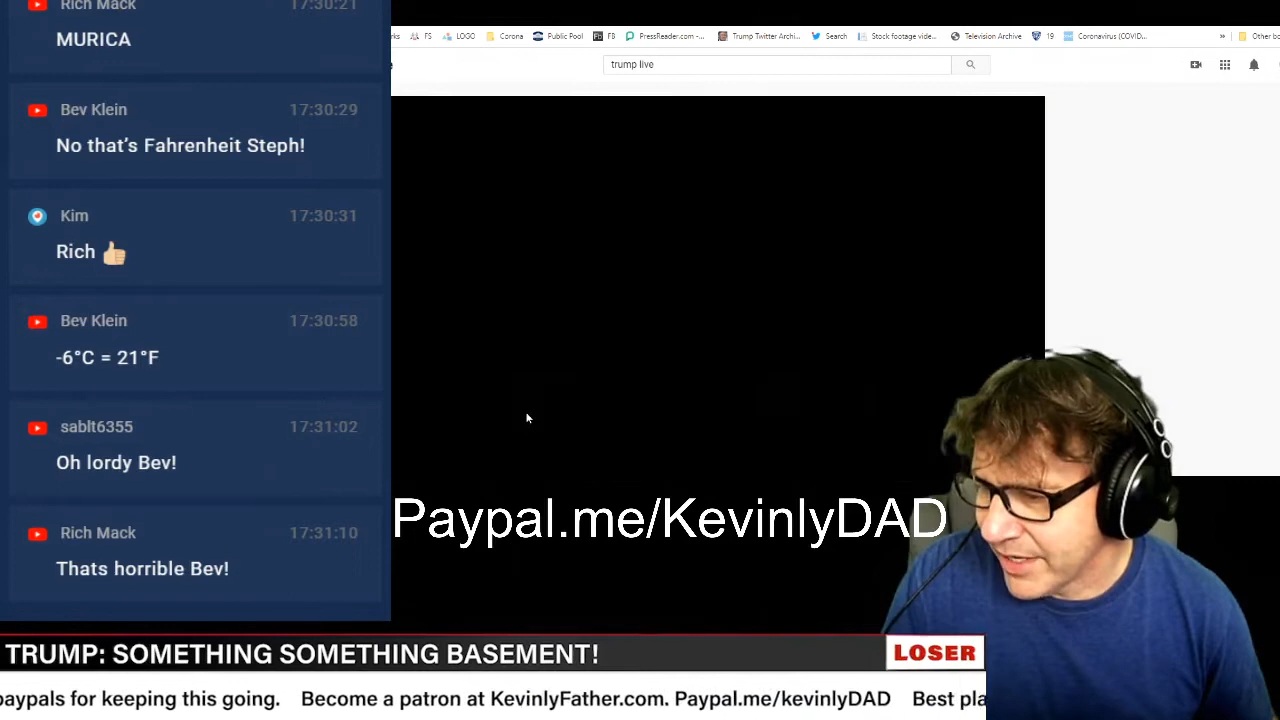 Rich Mack 17:30:21
MURICA
Bev Klein 17:30:29
No that’s Fahrenheit Steph!
Kim 17:30:31
Rich 👍🏼
Bev Klein 17:30:58
-6°C = 21°F
sablt6355 17:31:02
Oh lordy Bev!
Rich Mack 17:31:10
Thats horrible Bev!
rks FS LOGO Corona Public Pool FB PressReader.com -... Trump Twitter Archi... Search Stock footage vide... Television Archive 19 Coronavirus (COVID... » Other bo
trump live
Paypal.me/KevinlyDAD
TRUMP: SOMETHING SOMETHING BASEMENT! LOSER
paypals for keeping this going. Become a patron at KevinlyFather.com. Paypal.me/kevinlyDAD Best pla